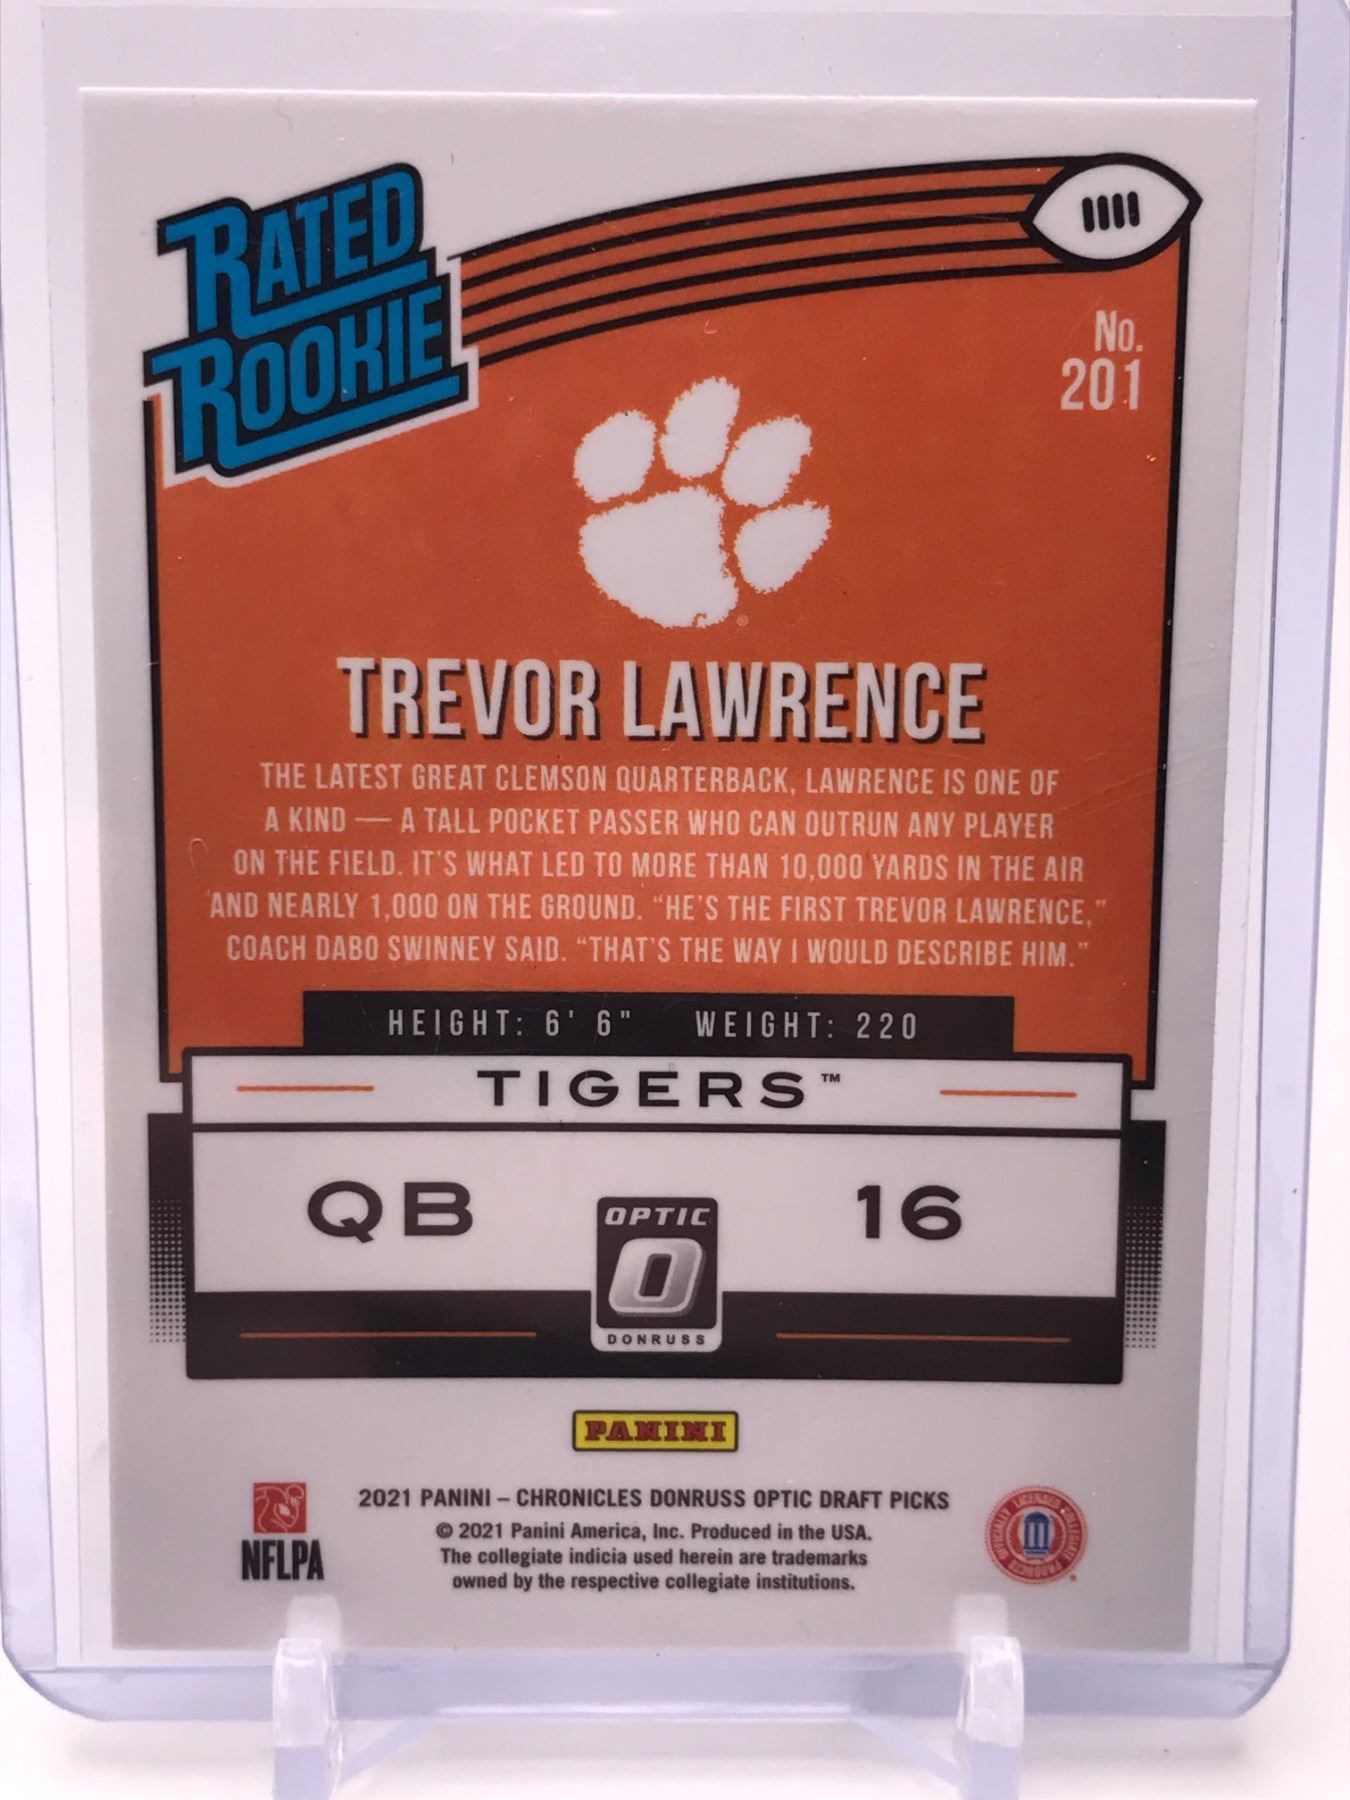 RATED
ROOKIE
No.
201
TREVOR LAWRENCE
THE LATEST GREAT CLEMSON QUARTERBACK, LAWRENCE IS ONE OF
A KIND — A TALL POCKET PASSER WHO CAN OUTRUN ANY PLAYER
ON THE FIELD. IT'S WHAT LED TO MORE THAN 10,000 YARDS IN THE AIR
AND NEARLY 1,000 ON THE GROUND. "HE'S THE FIRST TREVOR LAWRENCE,"
COACH DABO SWINNEY SAID. "THAT'S THE WAY I WOULD DESCRIBE HIM."
HEIGHT: 6' 6" WEIGHT: 220
TIGERS™
QB 16
OPTIC
DONRUSS
PANINI
2021 PANINI – CHRONICLES DONRUSS OPTIC DRAFT PICKS
© 2021 Panini America, Inc. Produced in the USA.
The collegiate indicia used herein are trademarks
owned by the respective collegiate institutions.
NFLPA
OFFICIALLY LICENSED COLLEGIATE PRODUCTS